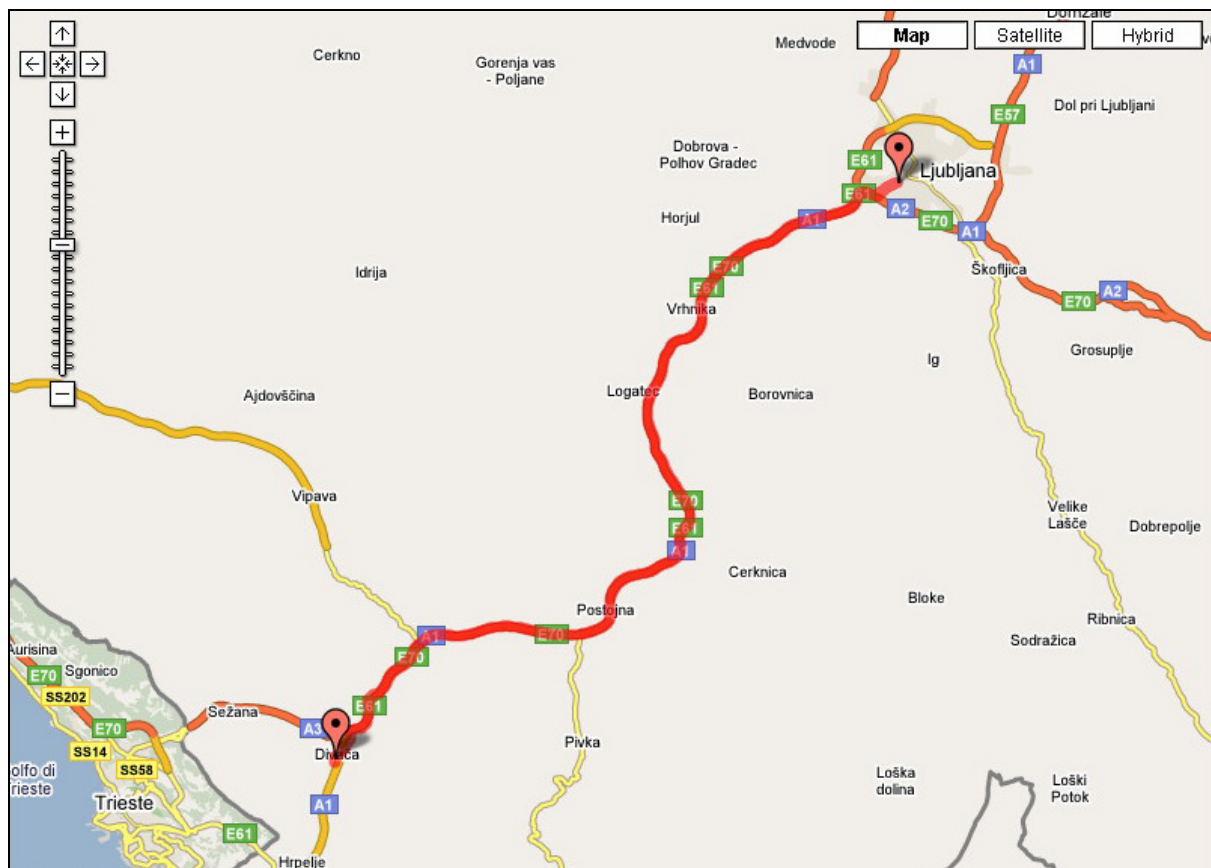 Domžale
Medvode
Map
Satellite
Hybrid
Cerkno
Gorenja vas
- Poljane
A1
Dol pri Ljubljani
E57
Dobrova -
Polhov Gradec
E61
Ljubljana
E61
A2
E70
A1
A1
Horjul
Škofljica
E70
Idrija
E61
A2
E70
Vrhnika
Grosuplje
Ig
Logatec
Borovnica
Ajdovščina
Vipava
E70
Velike
Lašče
Dobrepolje
E61
A1
Cerknica
Bloke
Postojna
Ribnica
A1
E70
Sodražica
Aurisina
E70
E70
Sgonico
SS202
E61
Sežana
E70
A3
SS14
Divača
Pivka
SS58
olfo di
rieste
Loška
dolina
Loški
Potok
Trieste
A1
E61
Hrpelje